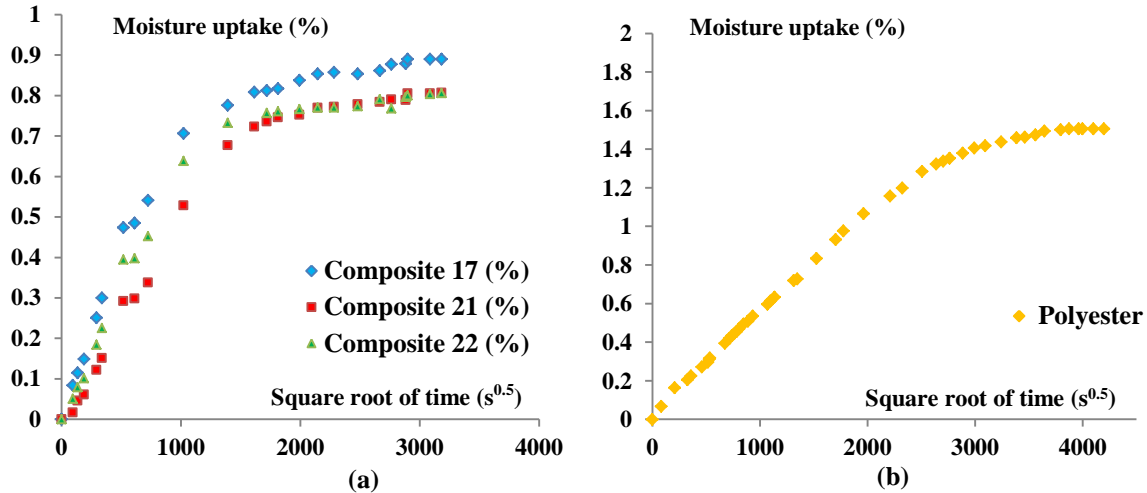 Moisture uptake (%)
1
0.9
0.8
0.7
0.6
0.5
0.4
0.3
0.2
0.1
0
Composite 17 (%)
Composite 21 (%)
Composite 22 (%)
Square root of time (s^0.5)
0 1000 2000 3000 4000
(a)
Moisture uptake (%)
2
1.8
1.6
1.4
1.2
1
0.8
0.6
0.4
0.2
0
Polyester
Square root of time (s^0.5)
0 1000 2000 3000 4000
(b)